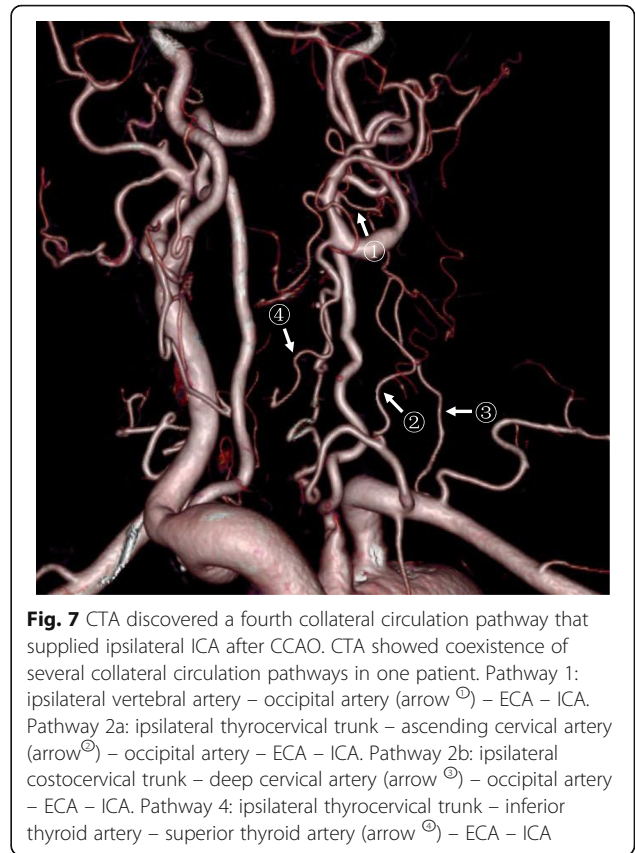 ①
④
②
③
Fig. 7 CTA discovered a fourth collateral circulation pathway that
supplied ipsilateral ICA after CCAO. CTA showed coexistence of
several collateral circulation pathways in one patient. Pathway 1:
ipsilateral vertebral artery – occipital artery (arrow ①) – ECA – ICA.
Pathway 2a: ipsilateral thyrocervical trunk – ascending cervical artery
(arrow②) – occipital artery – ECA – ICA. Pathway 2b: ipsilateral
costocervical trunk – deep cervical artery (arrow ③) – occipital artery
– ECA – ICA. Pathway 4: ipsilateral thyrocervical trunk – inferior
thyroid artery – superior thyroid artery (arrow ④) – ECA – ICA